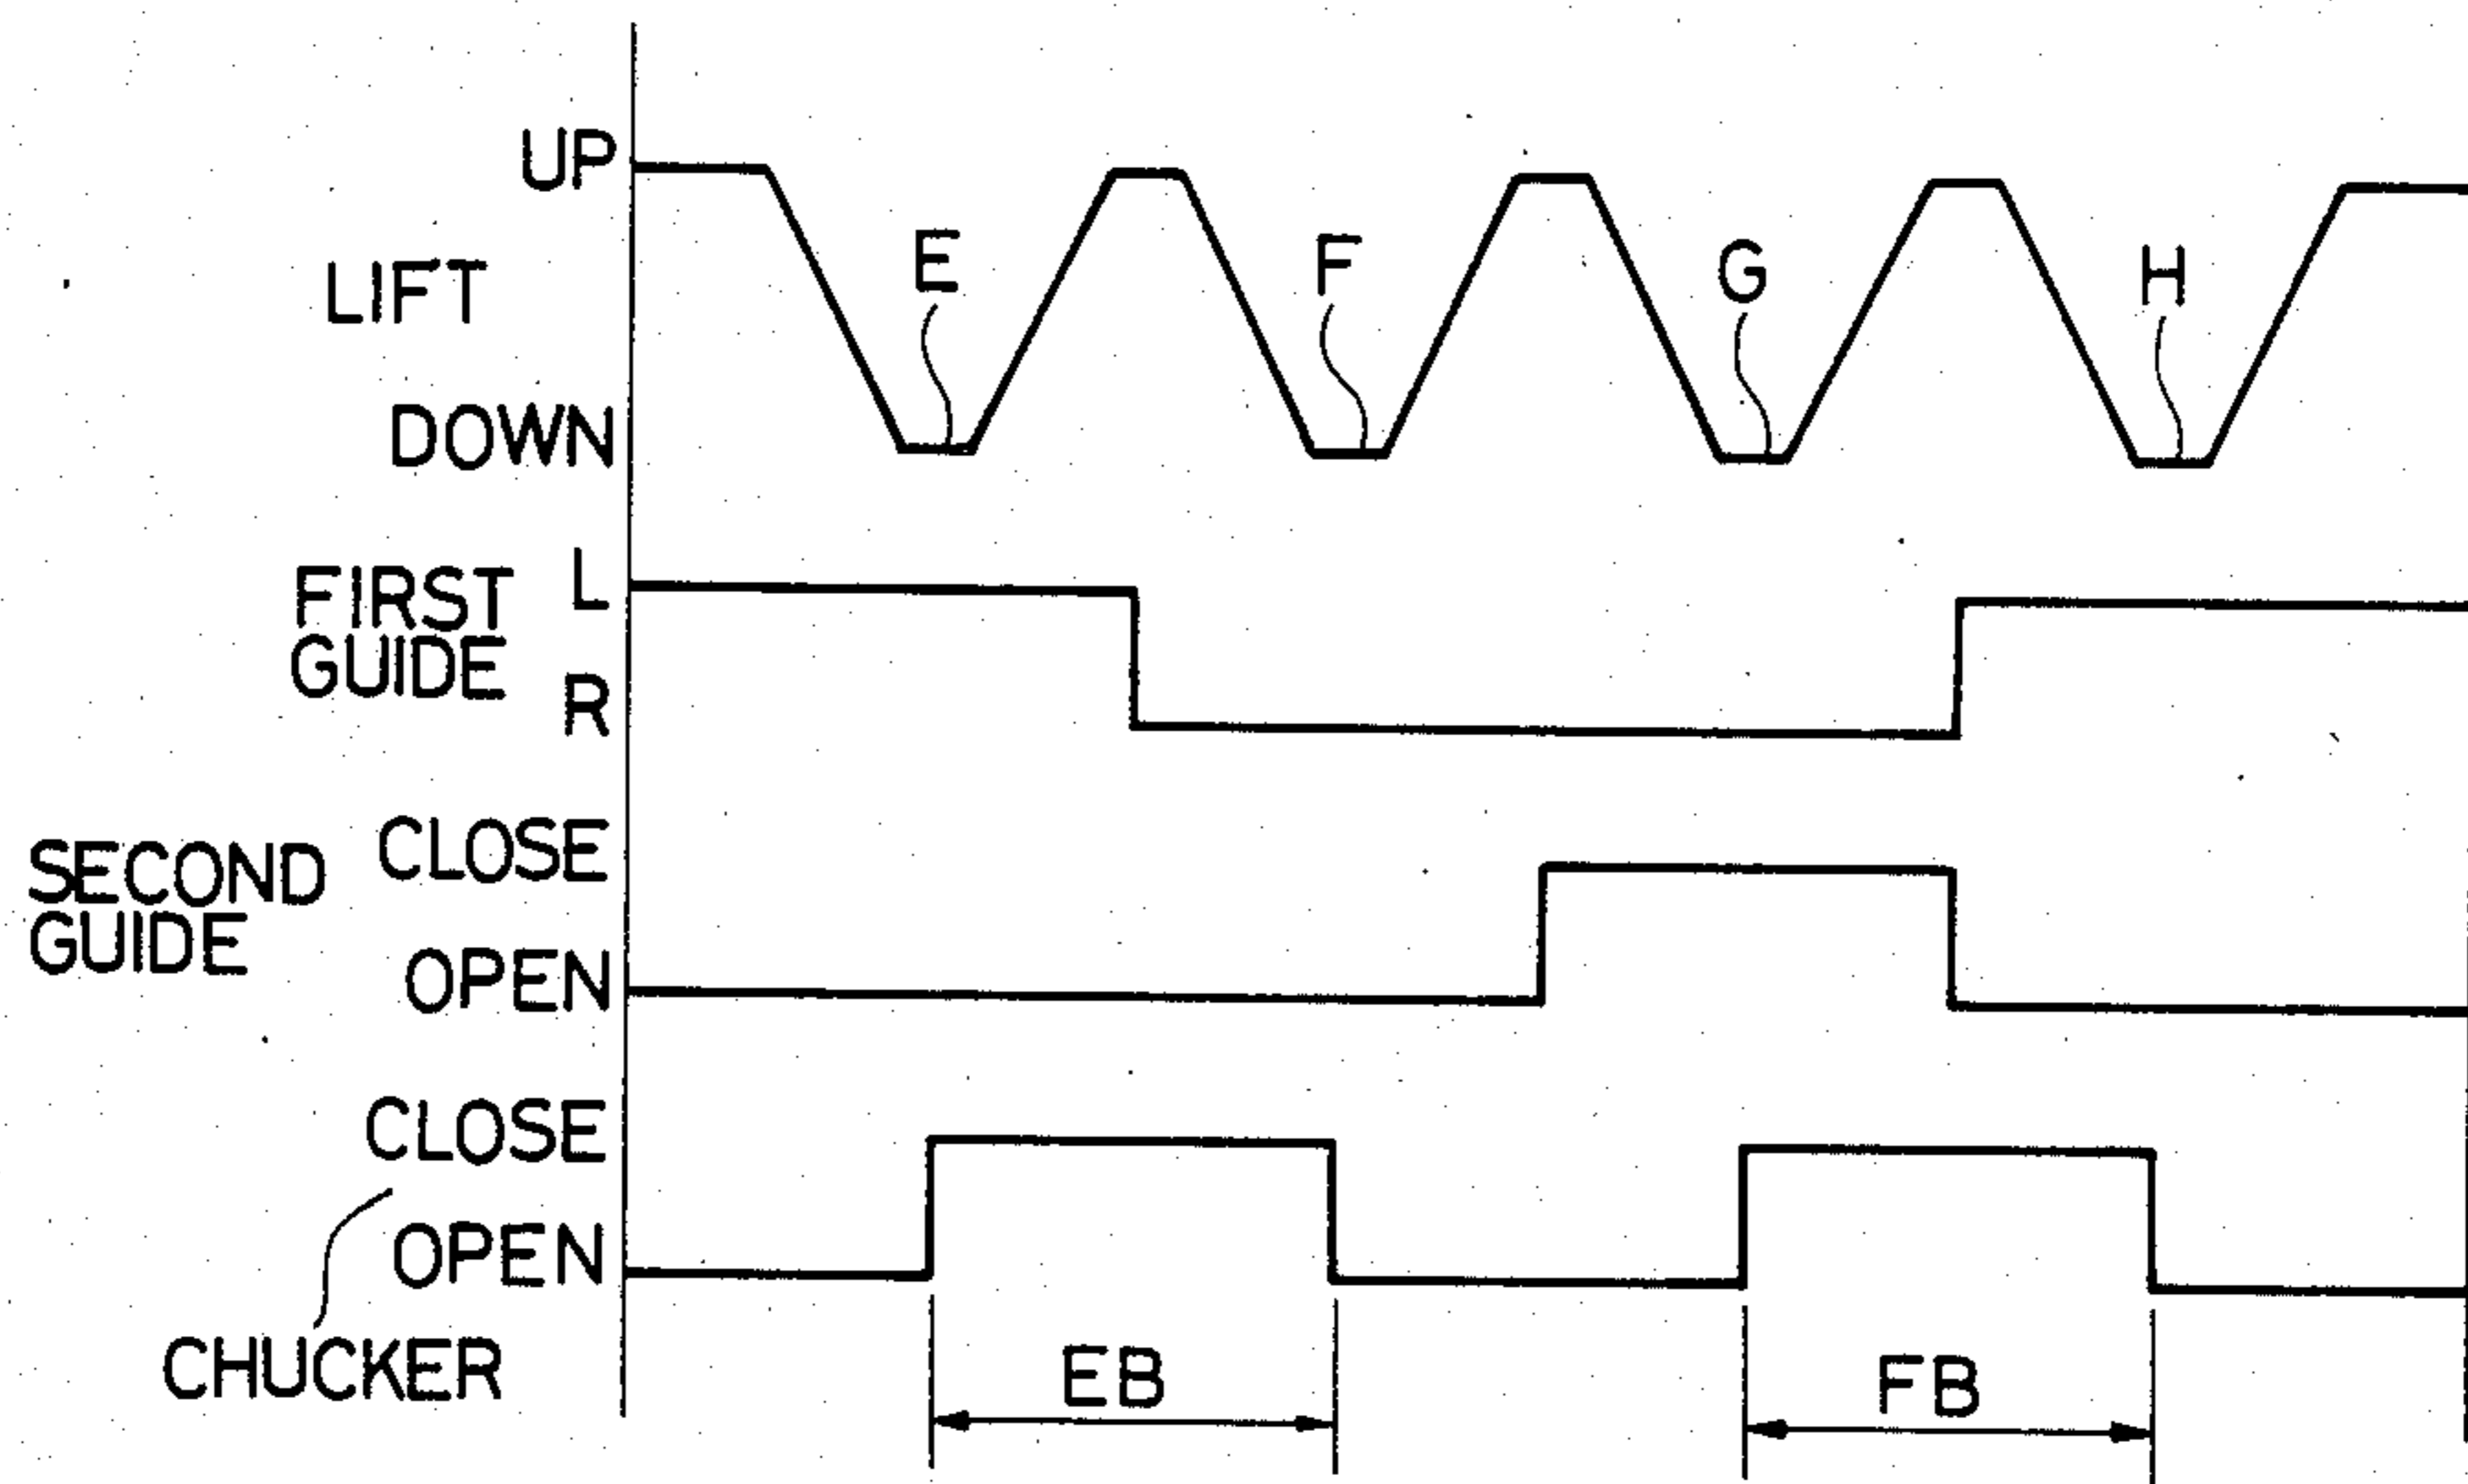 UP
LIFT
DOWN
E
F
G
H
FIRST
GUIDE
L
R
SECOND
GUIDE
CLOSE
OPEN
CLOSE
OPEN
CHUCKER
EB
FB